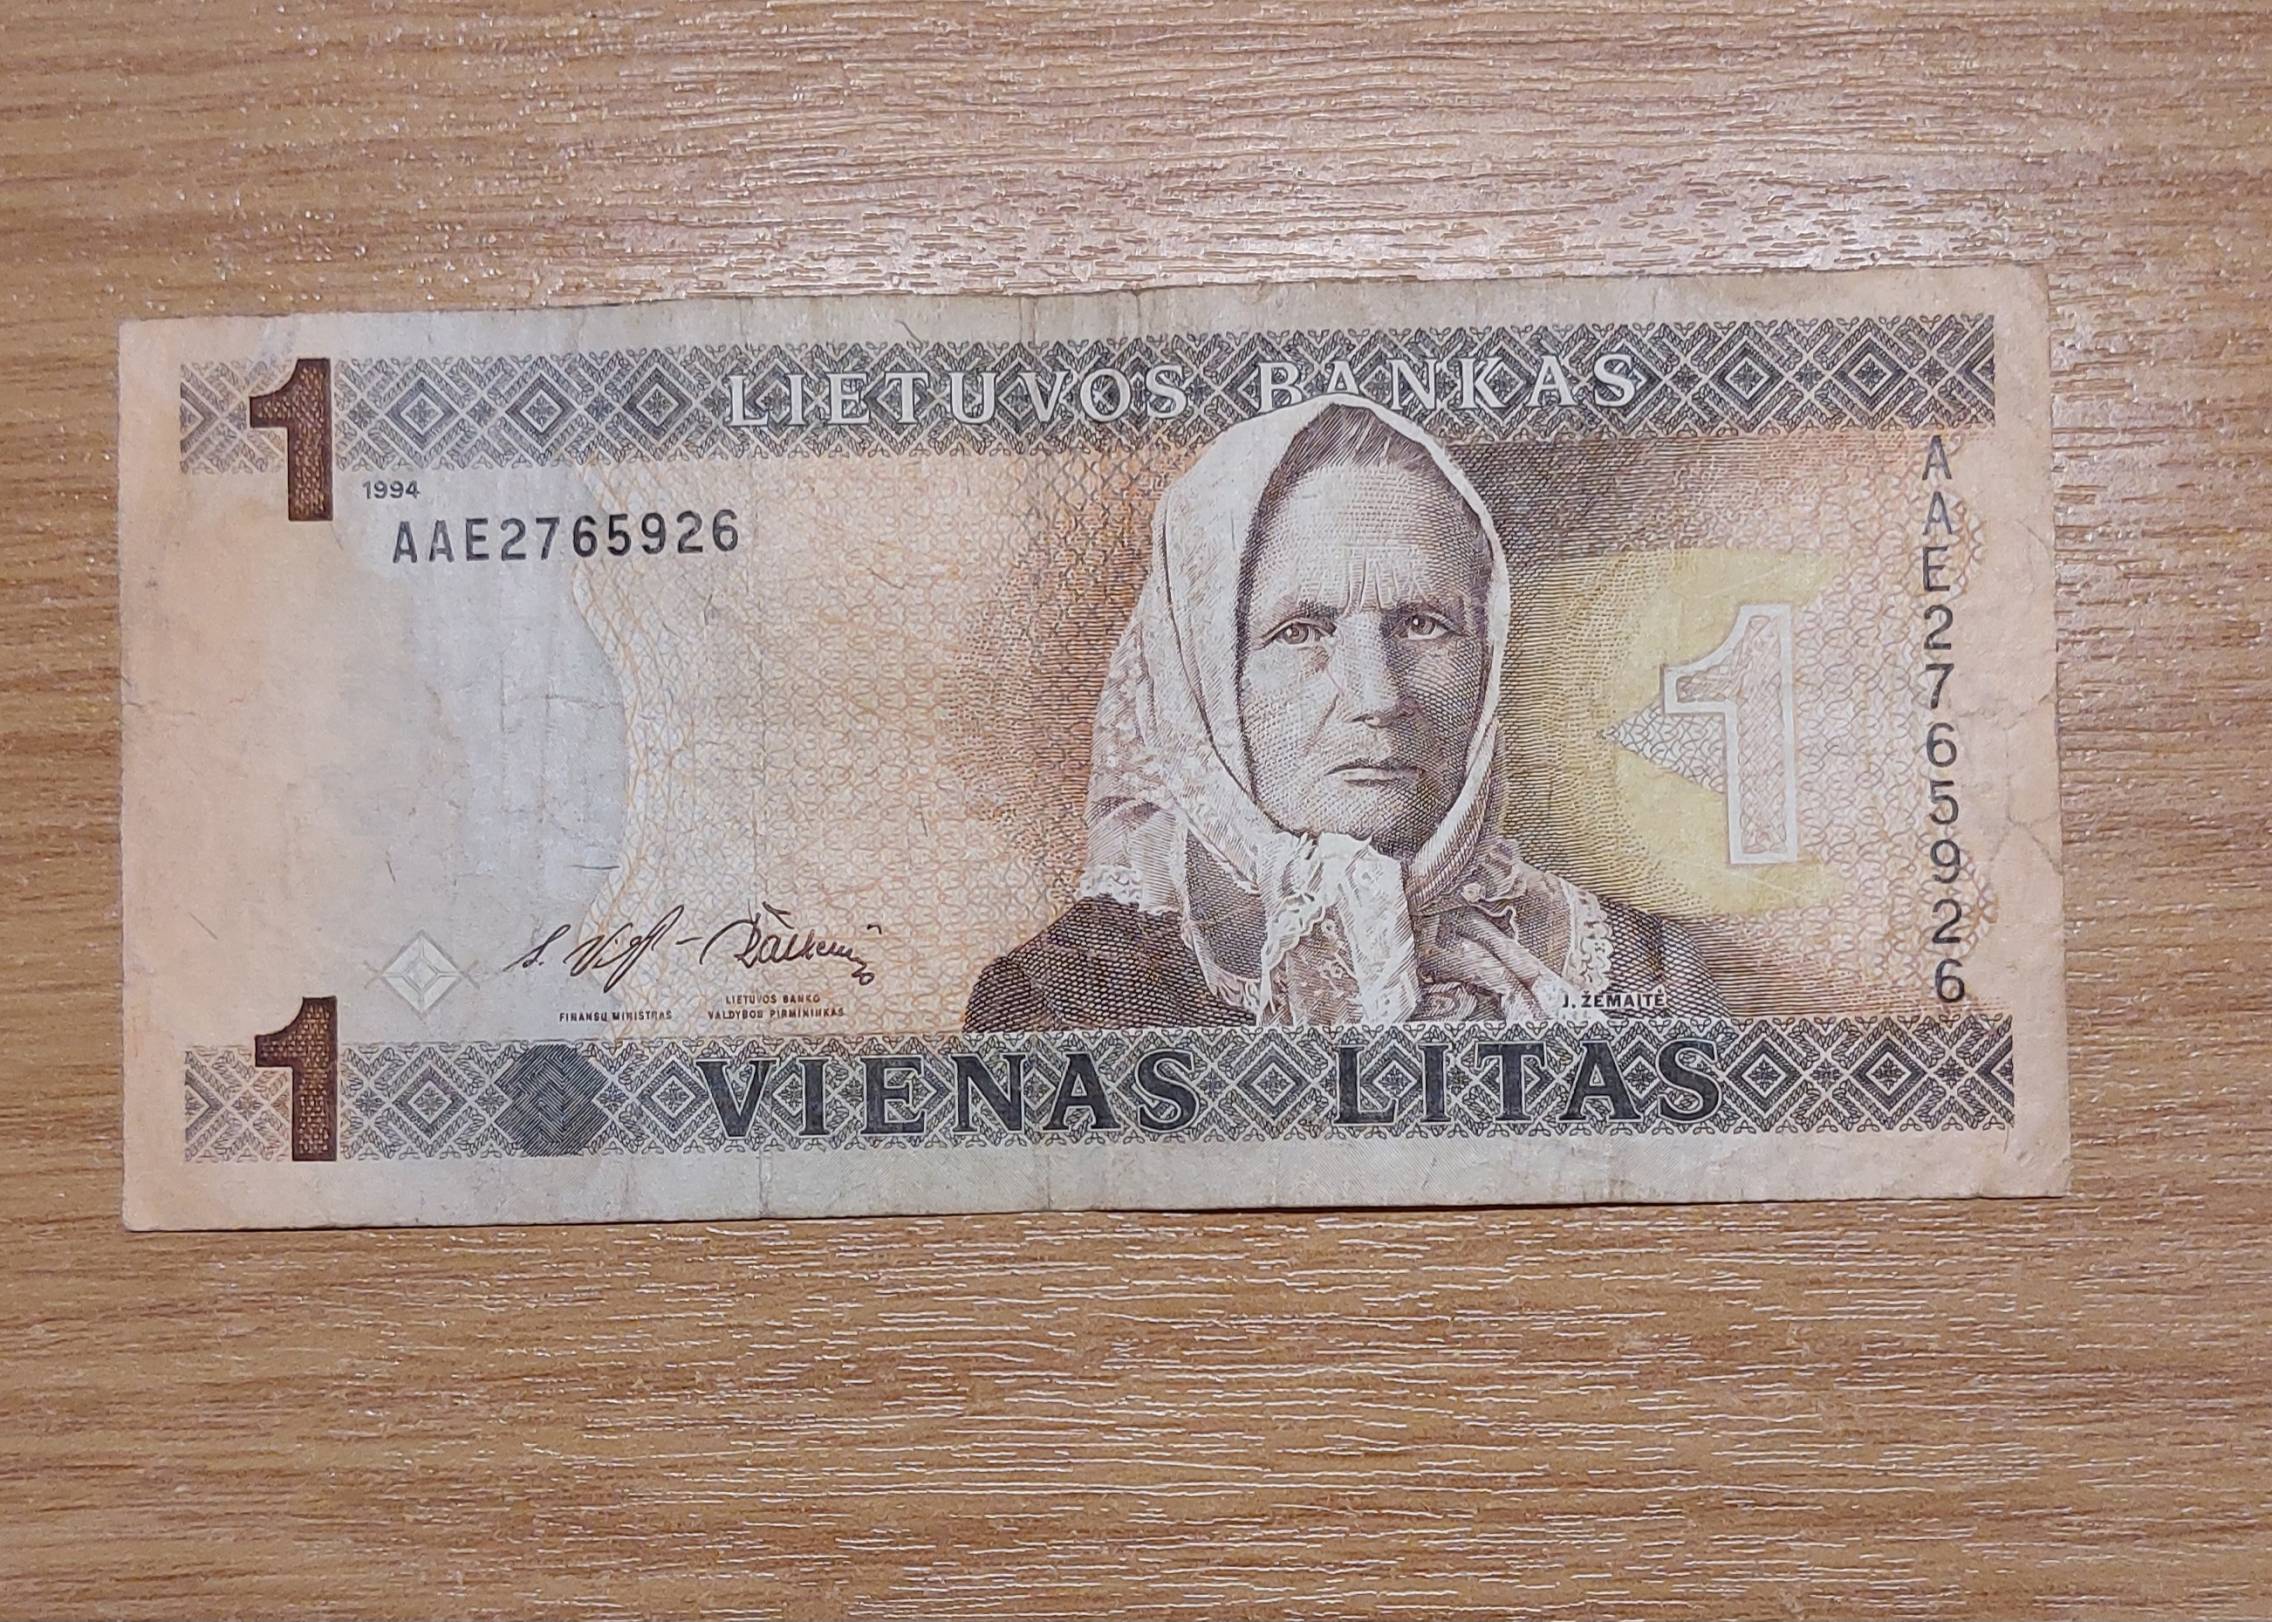 LIETUVOS BANKAS
1
1994
AAE2765926
AAE2765926
1
LIETUVOS BANKO
FINANSŲ MINISTRAS VALDYBOS PIRMININKAS
J. ŽEMAITĖ
1
VIENAS LITAS